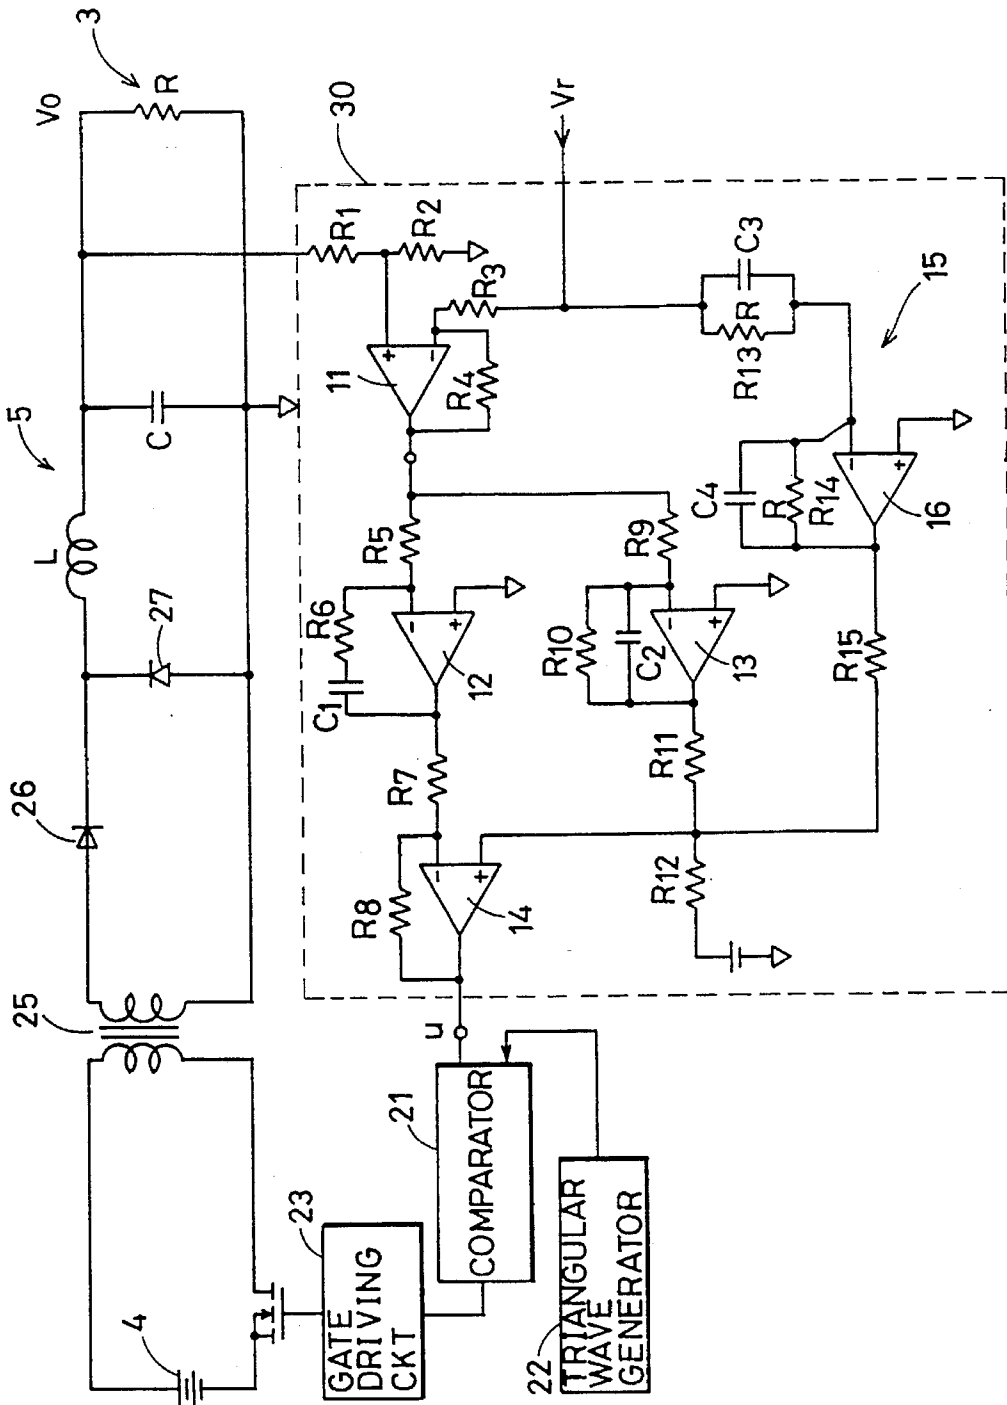 3
Vo
R
5
L
C
27
26
25
4
30
Vr
R1
R2
R3
11
R4
C3
R
R13
15
R5
R6
C1
12
R7
R8
14
R9
R10
C2
13
R11
R12
C4
R
R14
16
R15
u
21
COMPARATOR
23
GATE
DRIVING
CKT
22
TRIANGULAR
WAVE
GENERATOR